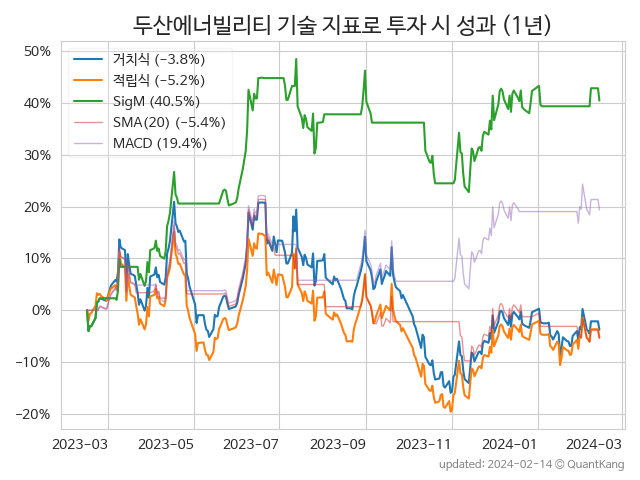 두산에너빌리티 기술 지표로 투자 시 성과 (1년)
거치식 (−3.8%)
적립식 (−5.2%)
SigM (40.5%)
SMA(20) (−5.4%)
MACD (19.4%)
50%
40%
30%
20%
10%
0%
−10%
−20%
2023-03 2023-05 2023-07 2023-09 2023-11 2024-01 2024-03
updated: 2024-02-14 © QuantKang